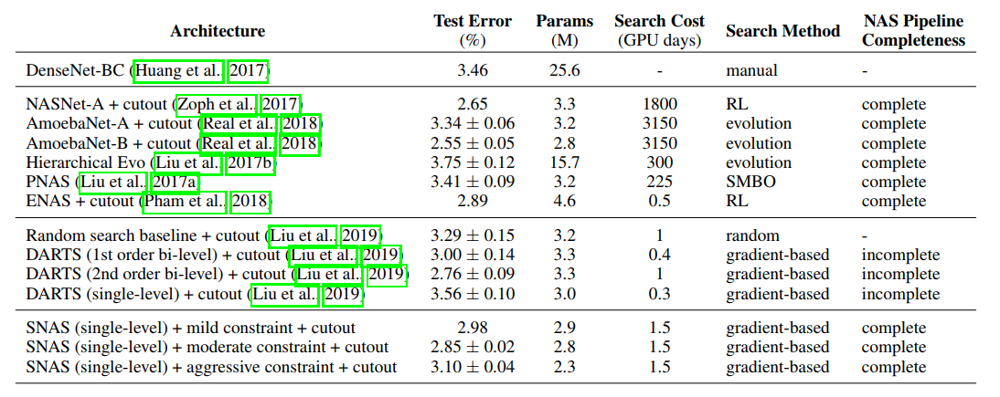 Architecture Test Error (%) Params (M) Search Cost (GPU days) Search Method NAS Pipeline Completeness
DenseNet-BC (Huang et al., 2017) 3.46 25.6 - manual -
NASNet-A + cutout (Zoph et al., 2017) 2.65 3.3 1800 RL complete
AmoebaNet-A + cutout (Real et al., 2018) 3.34 ± 0.06 3.2 3150 evolution complete
AmoebaNet-B + cutout (Real et al., 2018) 2.55 ± 0.05 2.8 3150 evolution complete
Hierarchical Evo (Liu et al., 2017b) 3.75 ± 0.12 15.7 300 evolution complete
PNAS (Liu et al., 2017a) 3.41 ± 0.09 3.2 225 SMBO complete
ENAS + cutout (Pham et al., 2018) 2.89 4.6 0.5 RL complete
Random search baseline + cutout (Liu et al., 2019) 3.29 ± 0.15 3.2 1 random -
DARTS (1st order bi-level) + cutout (Liu et al., 2019) 3.00 ± 0.14 3.3 0.4 gradient-based incomplete
DARTS (2nd order bi-level) + cutout (Liu et al., 2019) 2.76 ± 0.09 3.3 1 gradient-based incomplete
DARTS (single-level) + cutout (Liu et al., 2019) 3.56 ± 0.10 3.0 0.3 gradient-based incomplete
SNAS (single-level) + mild constraint + cutout 2.98 2.9 1.5 gradient-based complete
SNAS (single-level) + moderate constraint + cutout 2.85 ± 0.02 2.8 1.5 gradient-based complete
SNAS (single-level) + aggressive constraint + cutout 3.10 ± 0.04 2.3 1.5 gradient-based complete